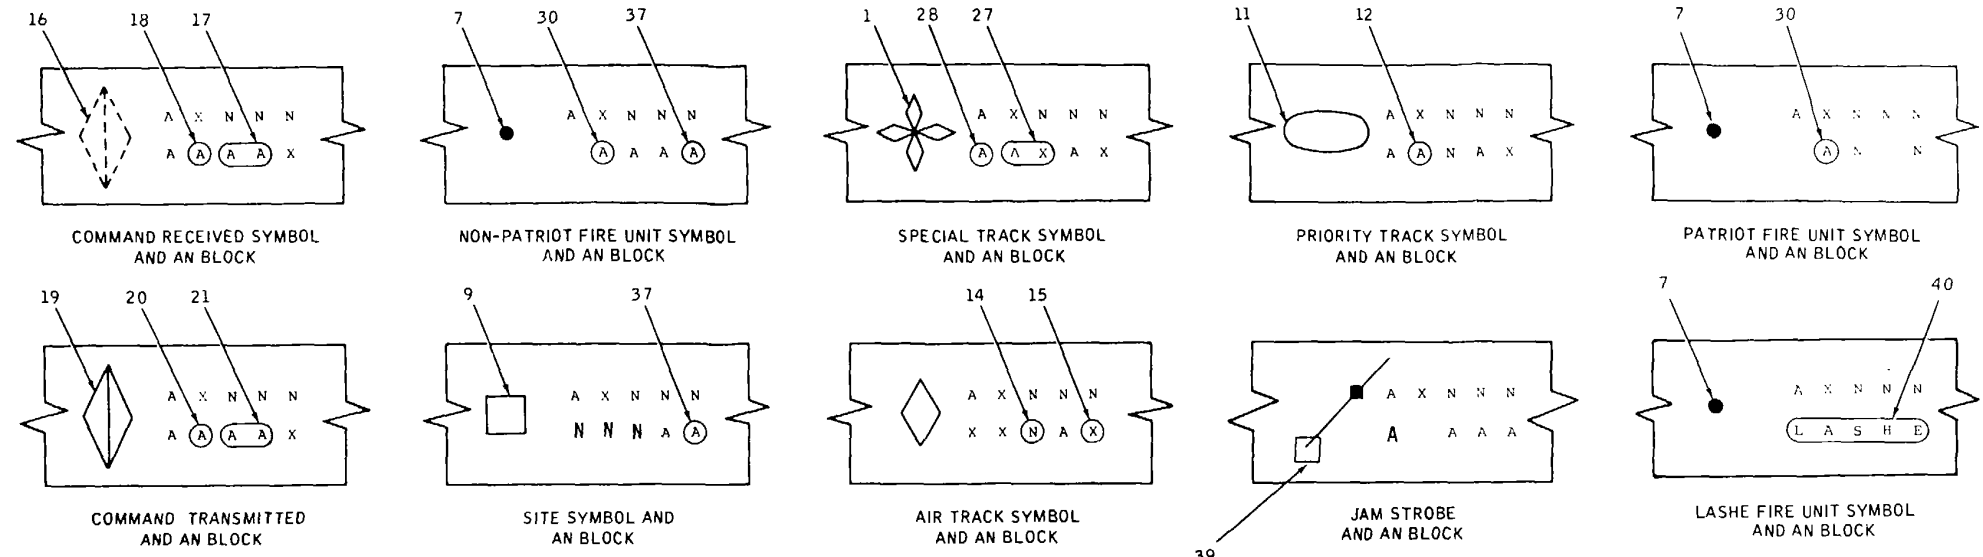 16 18 17
A X N N N
A A A A X
COMMAND RECEIVED SYMBOL
AND AN BLOCK
7 30 37
A X N N N
A A A A
NON-PATRIOT FIRE UNIT SYMBOL
AND AN BLOCK
1 28 27
A X N N N
A A X A X
SPECIAL TRACK SYMBOL
AND AN BLOCK
11 12
A X N N N
A A N A X
PRIORITY TRACK SYMBOL
AND AN BLOCK
7 30
A X N N N
A N N
PATRIOT FIRE UNIT SYMBOL
AND AN BLOCK
19 20 21
A X N N N
A A A A X
COMMAND TRANSMITTED
AND AN BLOCK
9 37
A X N N N
N N N A A
SITE SYMBOL AND
AN BLOCK
14 15
A X N N N
X X N A X
AIR TRACK SYMBOL
AND AN BLOCK
A X N N N
A A A A
39
JAM STROBE
AND AN BLOCK
7 40
A X N N N
L A S H E
LASHE FIRE UNIT SYMBOL
AND AN BLOCK